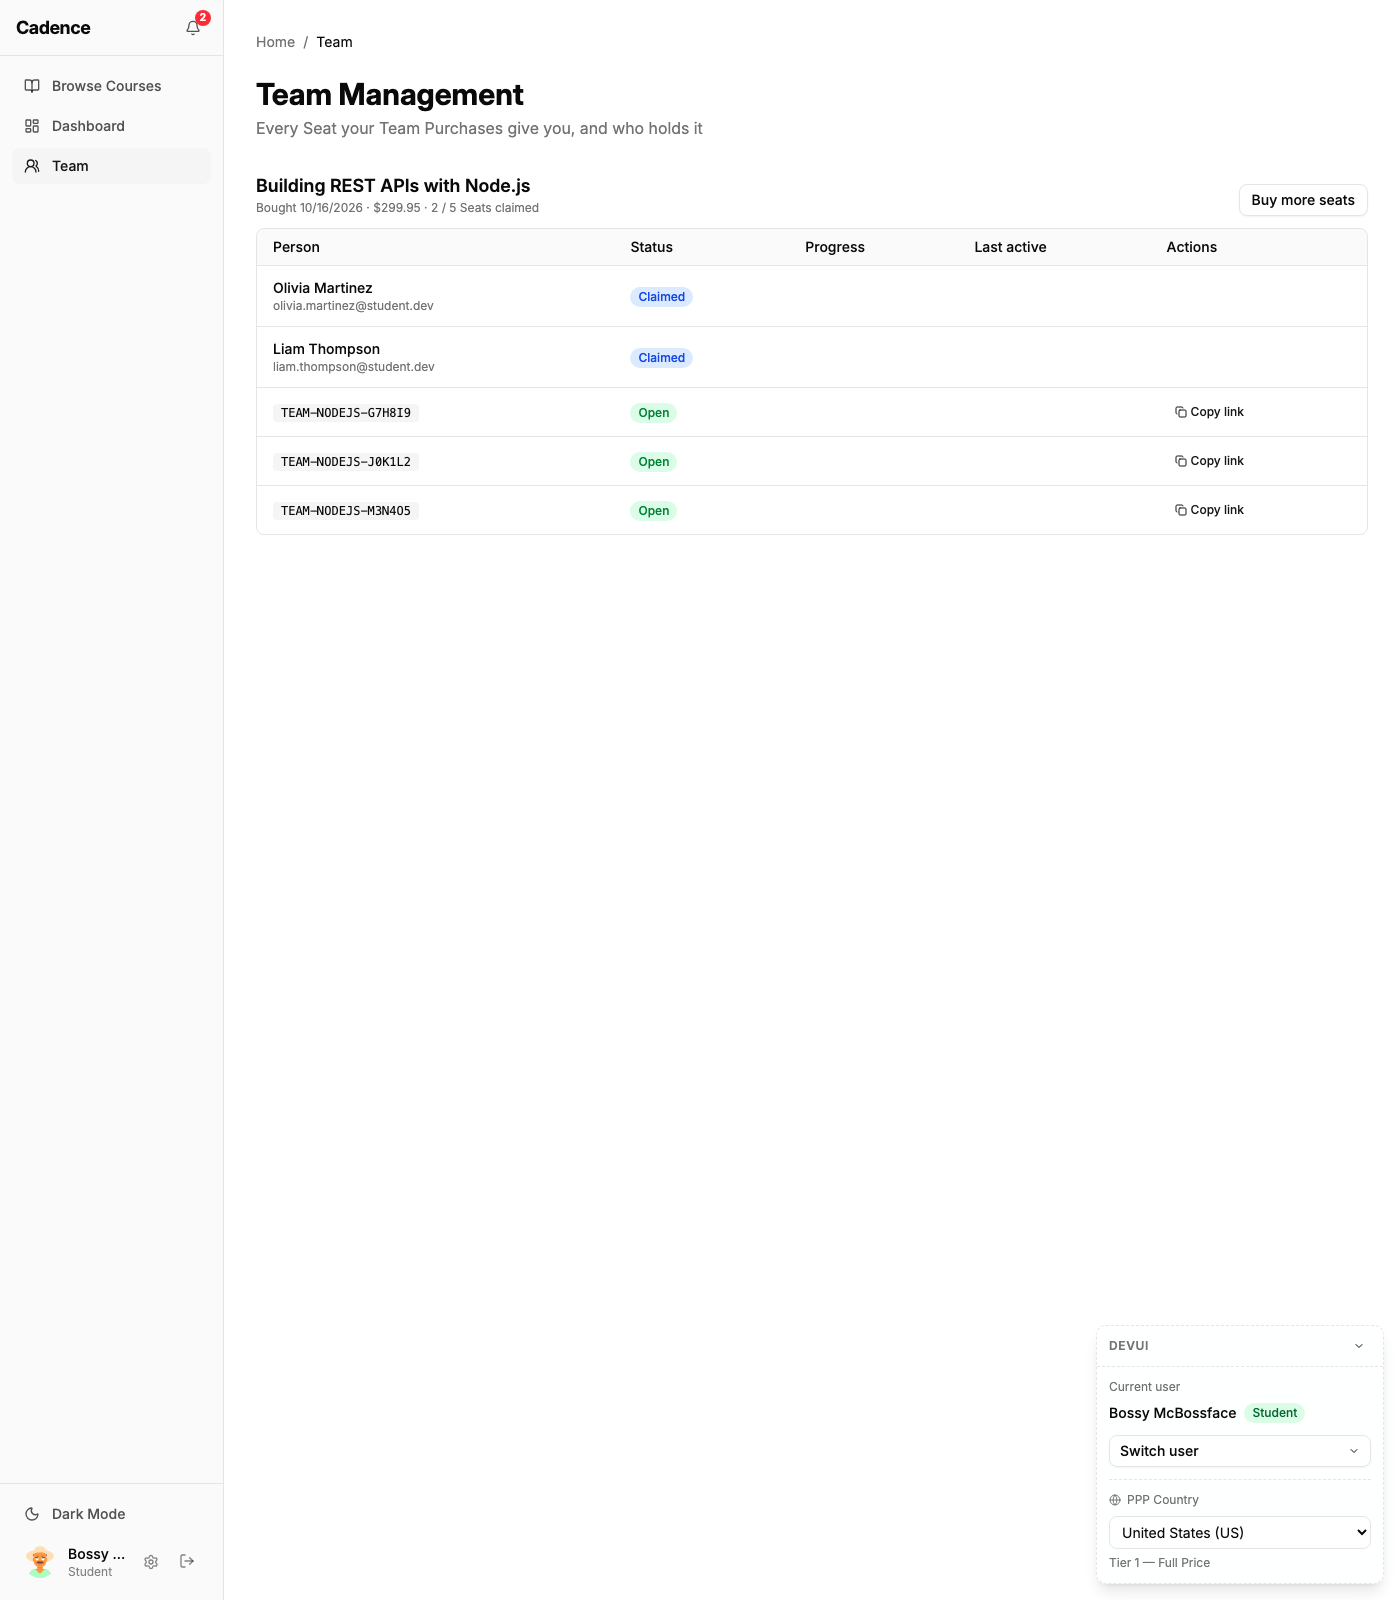 Cadence
2
Browse Courses
Dashboard
Team
Home / Team
Team Management
Every Seat your Team Purchases give you, and who holds it
Building REST APIs with Node.js
Bought 10/16/2026 · $299.95 · 2 / 5 Seats claimed
Buy more seats
Person Status Progress Last active Actions
Olivia Martinez
olivia.martinez@student.dev
Claimed
Liam Thompson
liam.thompson@student.dev
Claimed
TEAM-NODEJS-G7H8I9 Open Copy link
TEAM-NODEJS-J0K1L2 Open Copy link
TEAM-NODEJS-M3N4O5 Open Copy link
DEVUI
Current user
Bossy McBossface Student
Switch user
PPP Country
United States (US)
Tier 1 — Full Price
Dark Mode
Bossy ...
Student